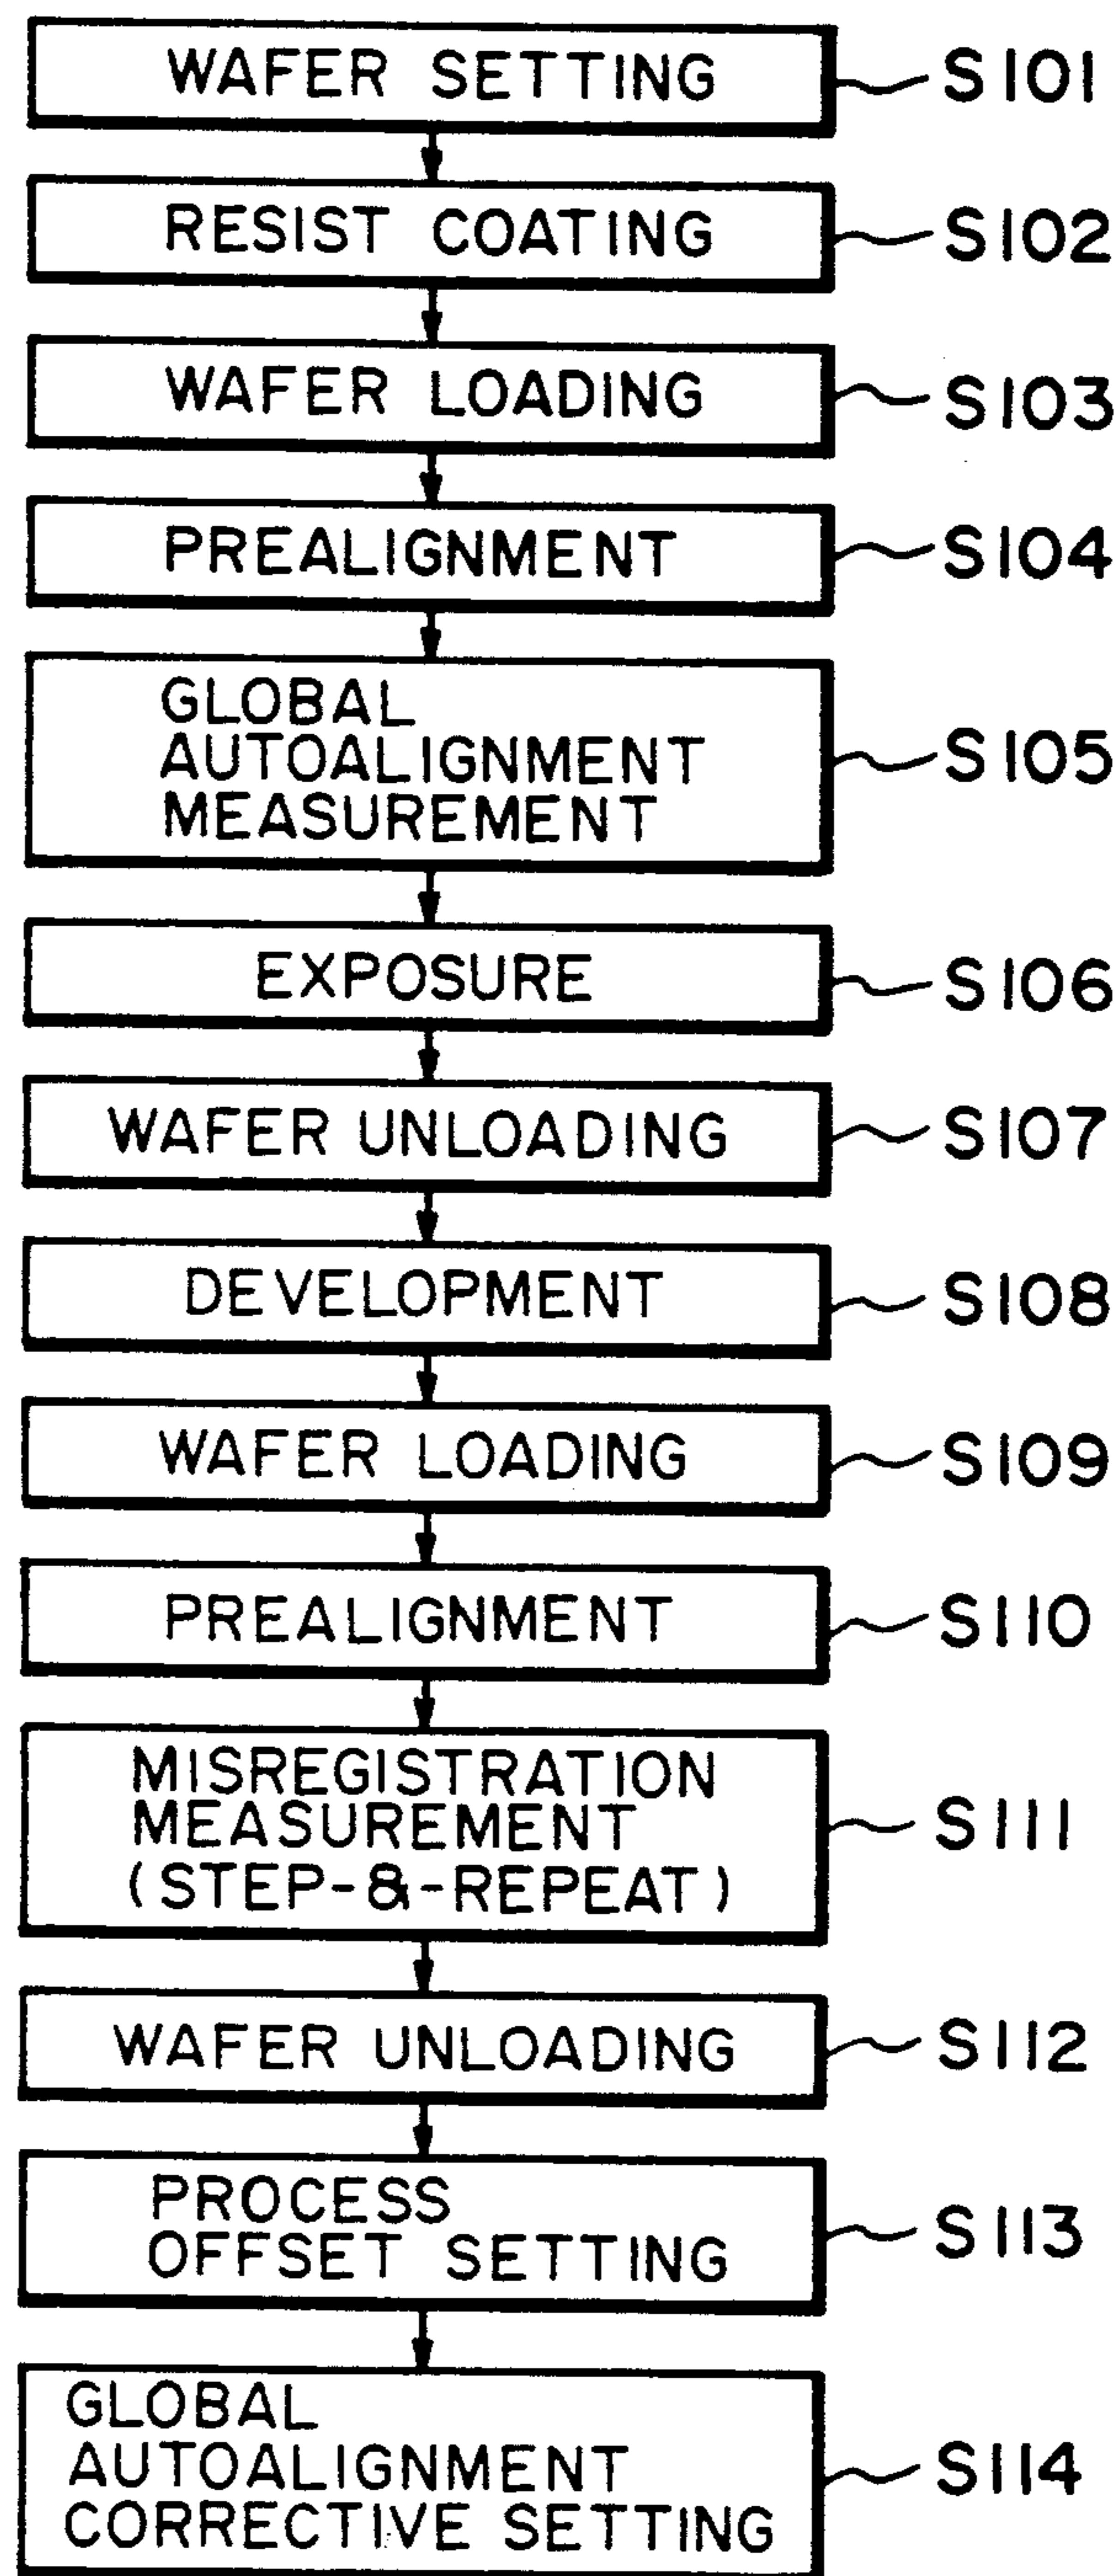 WAFER SETTING S101
RESIST COATING S102
WAFER LOADING S103
PREALIGNMENT S104
GLOBAL
AUTOALIGNMENT S105
MEASUREMENT
EXPOSURE S106
WAFER UNLOADING S107
DEVELOPMENT S108
WAFER LOADING S109
PREALIGNMENT S110
MISREGISTRATION
MEASUREMENT S111
(STEP-&-REPEAT)
WAFER UNLOADING S112
PROCESS
OFFSET SETTING S113
GLOBAL
AUTOALIGNMENT S114
CORRECTIVE SETTING